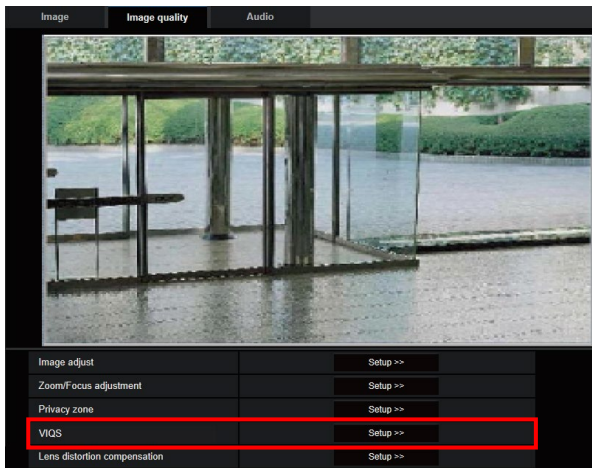 Image Image quality Audio
Image adjust Setup >>
Zoom/Focus adjustment Setup >>
Privacy zone Setup >>
VIQS Setup >>
Lens distortion compensation Setup >>